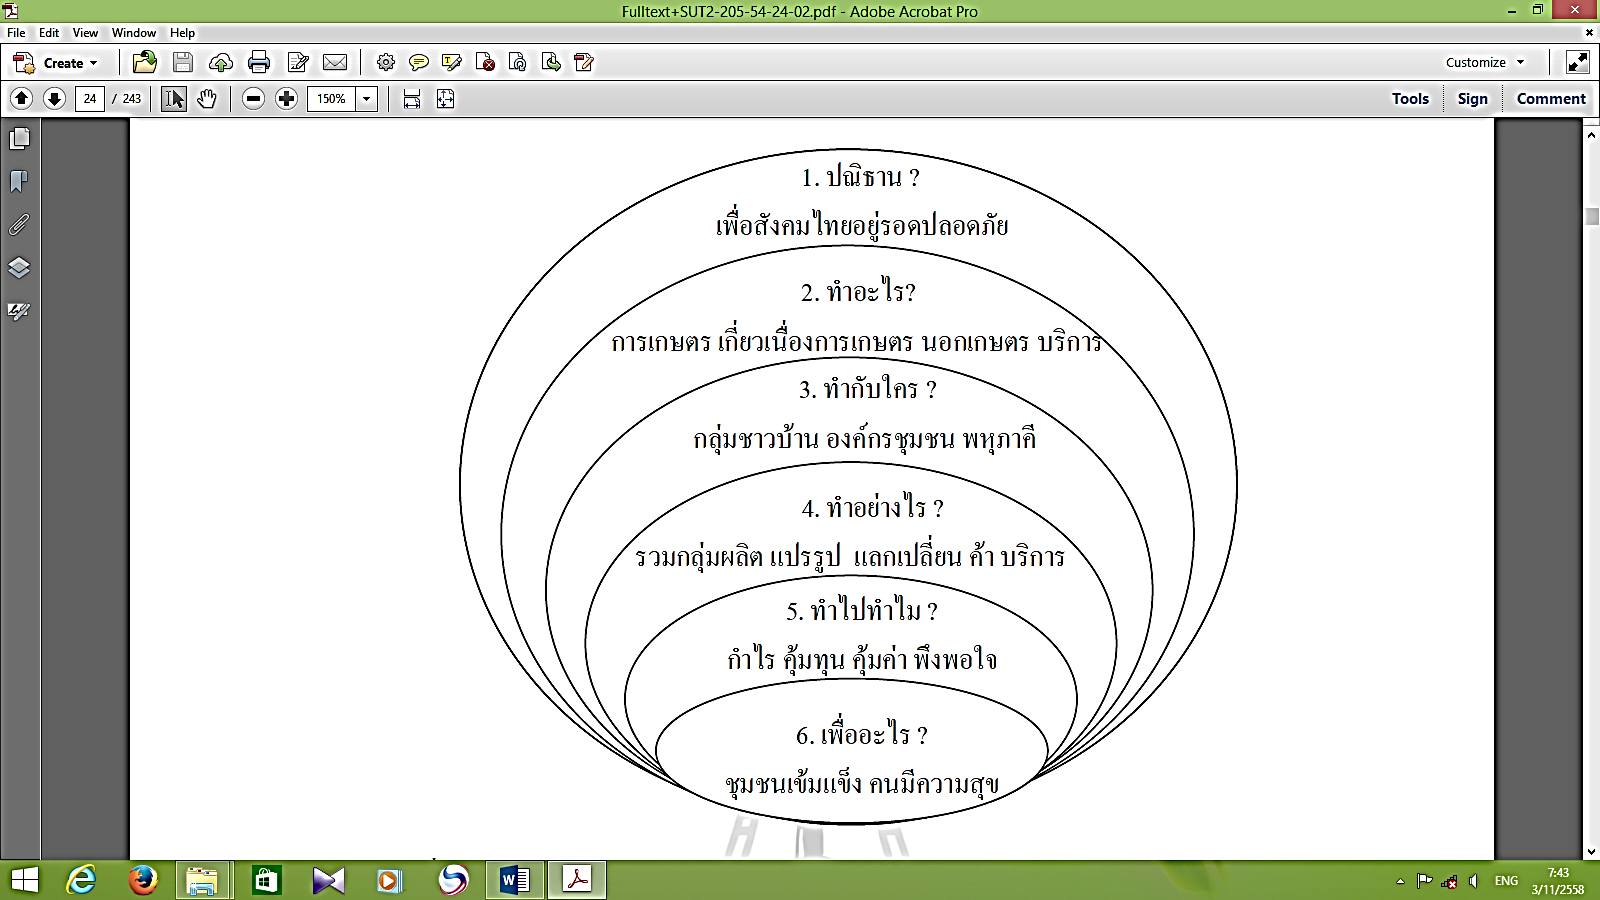 Fulltext+SUT2-205-54-24-02.pdf - Adobe Acrobat Pro
File Edit View Window Help
Create
Customize
24 / 243
150%
Tools Sign Comment
1. ปณิธาน ?
เพื่อสังคมไทยอยู่รอดปลอดภัย
2. ทำอะไร?
การเกษตร เกี่ยวเนื่องการเกษตร นอกเกษตร บริการ
3. ทำกับใคร ?
กลุ่มชาวบ้าน องค์กรชุมชน พหุภาคี
4. ทำอย่างไร ?
รวมกลุ่มผลิต แปรรูป แลกเปลี่ยน ค้า บริการ
5. ทำไปทำไม ?
กำไร คุ้มทุน คุ้มค่า พึงพอใจ
6. เพื่ออะไร ?
ชุมชนเข้มแข็ง คนมีความสุข
ENG
7:43
3/11/2558